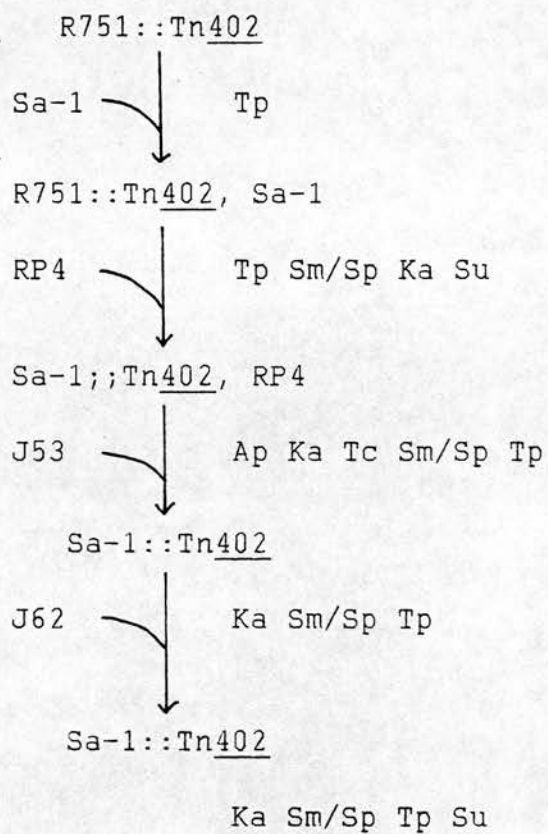 R751::Tn402
Sa-1 Tp
R751::Tn402, Sa-1
RP4 Tp Sm/Sp Ka Su
Sa-1;;Tn402, RP4
J53 Ap Ka Tc Sm/Sp Tp
Sa-1::Tn402
J62 Ka Sm/Sp Tp
Sa-1::Tn402
Ka Sm/Sp Tp Su